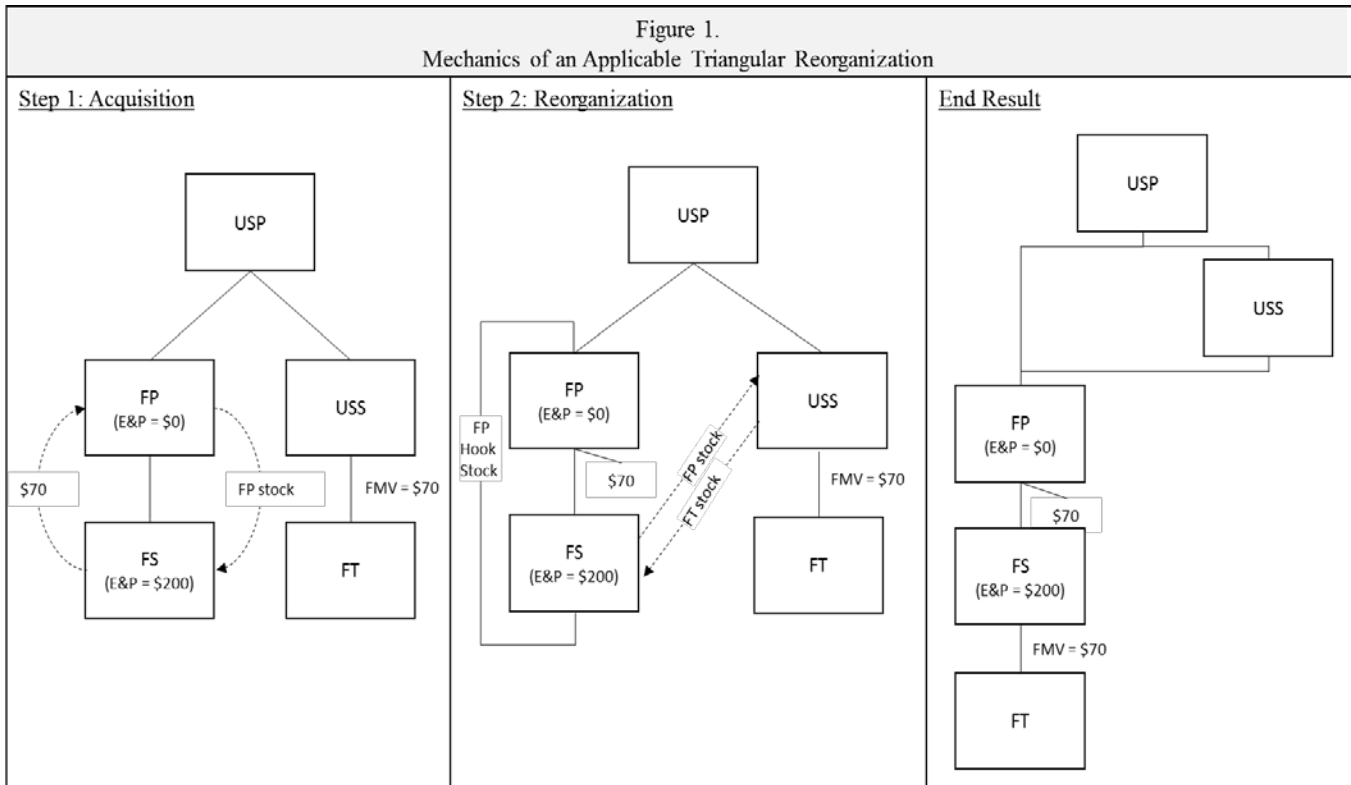 Figure 1.
Mechanics of an Applicable Triangular Reorganization
Step 1: Acquisition
USP
FP
(E&P = $0)
USS
$70
FP stock
FMV = $70
FS
(E&P = $200)
FT
Step 2: Reorganization
USP
FP
Hook
Stock
FP
(E&P = $0)
USS
$70
FP stock
FT stock
FMV = $70
FS
(E&P = $200)
FT
End Result
USP
USS
FP
(E&P = $0)
$70
FS
(E&P = $200)
FMV = $70
FT